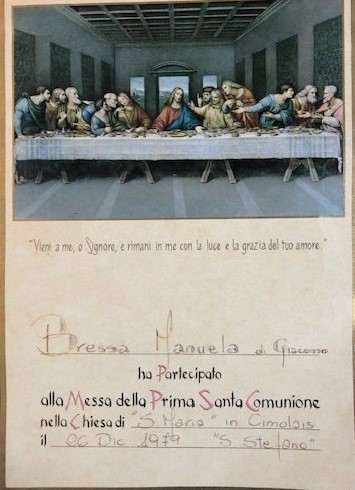 "Vieni a me, o Signore, e rimani in me con la luce e la grazia del tuo amore."
Bressa Manuela di Giacomo
ha Partecipato
alla Messa della Prima Santa Comunione
nella Chiesa di "S. Maria" in Cimolais
il 26 Dic 1979 "S Stefano"